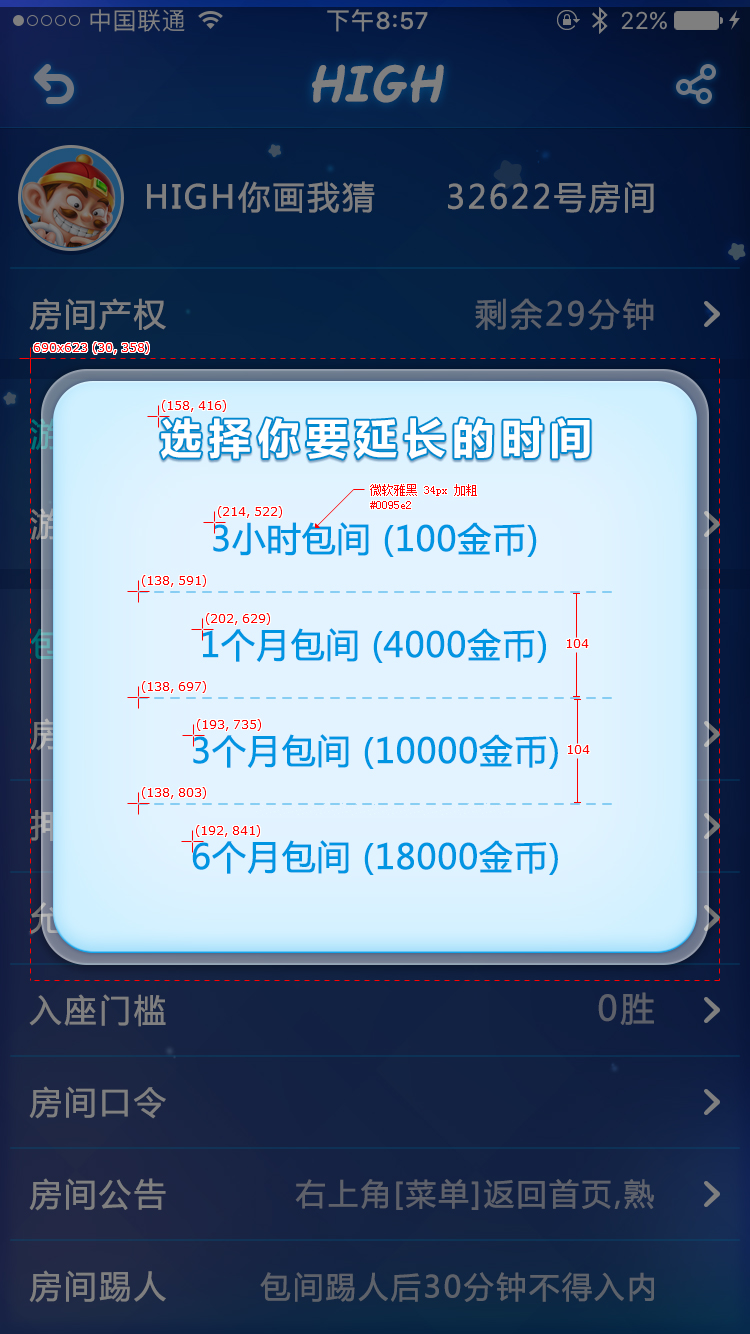 中国联通 下午8:57 22%
HIGH
HIGH你画我猜 32622号房间
房间产权 剩余29分钟
690x623 (30, 358)
(158, 416)
选择你要延长的时间
游
微软雅黑 34px 加粗
#0095e2
(214, 522)
3小时包间 (100金币)
游
(138, 591)
(202, 629)
1个月包间 (4000金币)
包
104
(138, 697)
(193, 735)
3个月包间 (10000金币)
房
104
(138, 803)
押
(192, 841)
6个月包间 (18000金币)
允
入座门槛 0胜
房间口令
房间公告 右上角[菜单]返回首页,熟
房间踢人 包间踢人后30分钟不得入内